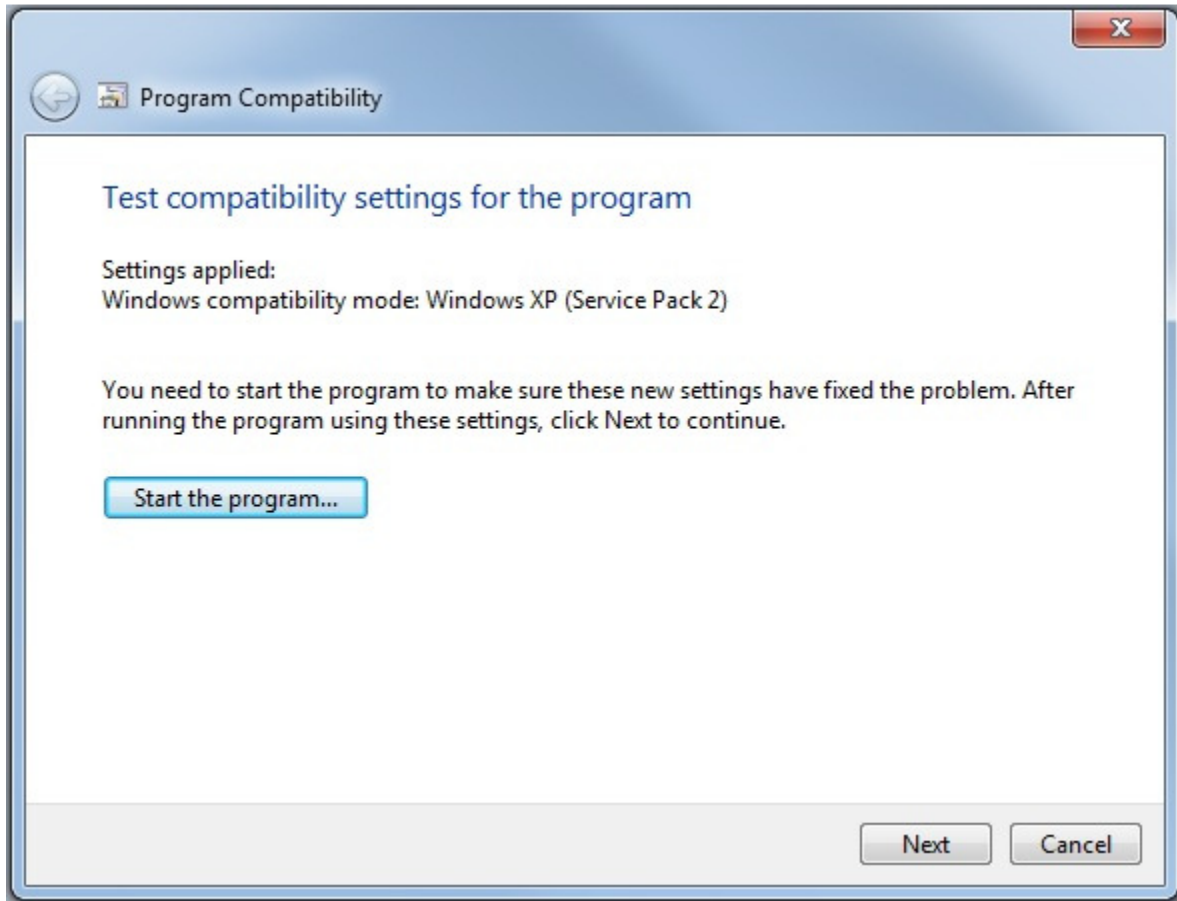 Program Compatibility
Test compatibility settings for the program
Settings applied:
Windows compatibility mode: Windows XP (Service Pack 2)
You need to start the program to make sure these new settings have fixed the problem. After
running the program using these settings, click Next to continue.
Start the program...
Next
Cancel